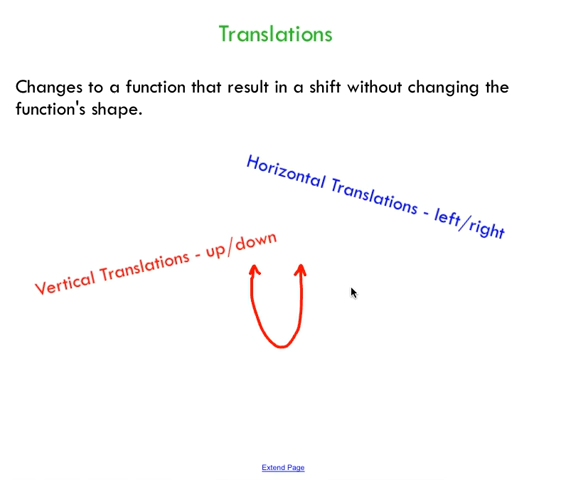 Translations
Changes to a function that result in a shift without changing the
function's shape.
Horizontal Translations - left/right
Vertical Translations - up/down
Extend Page